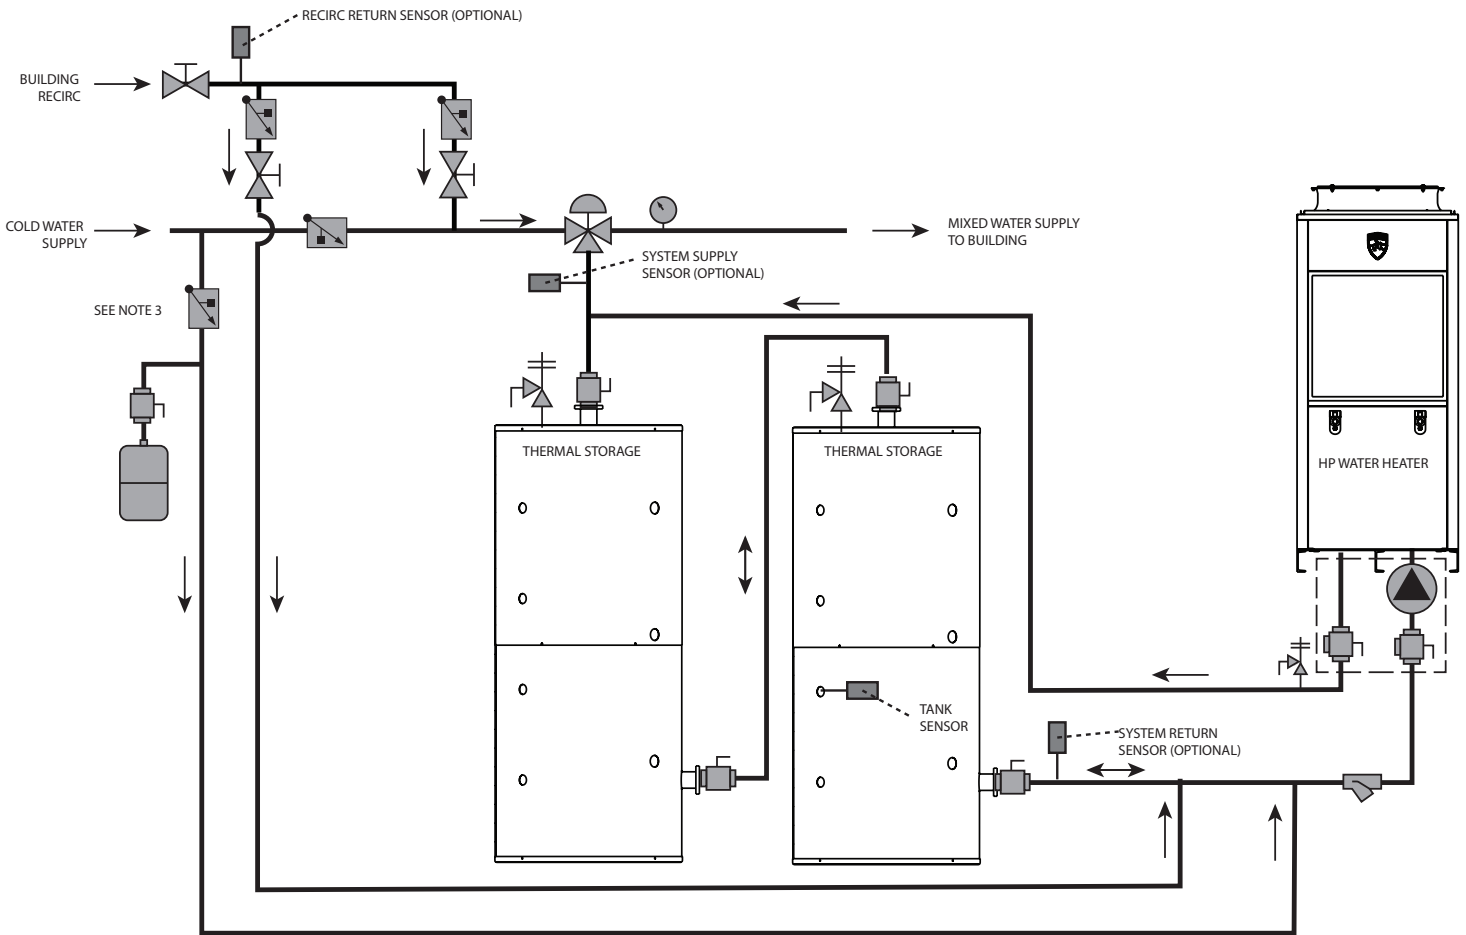 RECIRC RETURN SENSOR (OPTIONAL)
BUILDING
RECIRC
COLD WATER
SUPPLY
MIXED WATER SUPPLY
TO BUILDING
SYSTEM SUPPLY
SENSOR (OPTIONAL)
SEE NOTE 3
THERMAL STORAGE
THERMAL STORAGE
HP WATER HEATER
TANK
SENSOR
SYSTEM RETURN
SENSOR (OPTIONAL)